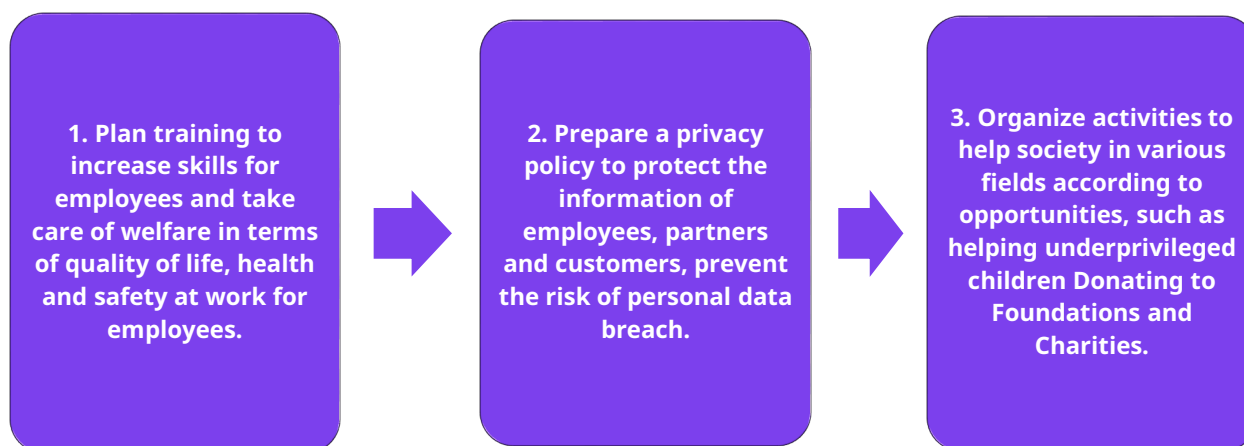 1. Plan training to
increase skills for
employees and take
care of welfare in terms
of quality of life, health
and safety at work for
employees.
2. Prepare a privacy
policy to protect the
information of
employees, partners
and customers, prevent
the risk of personal data
breach.
3. Organize activities to
help society in various
fields according to
opportunities, such as
helping underprivileged
children Donating to
Foundations and
Charities.